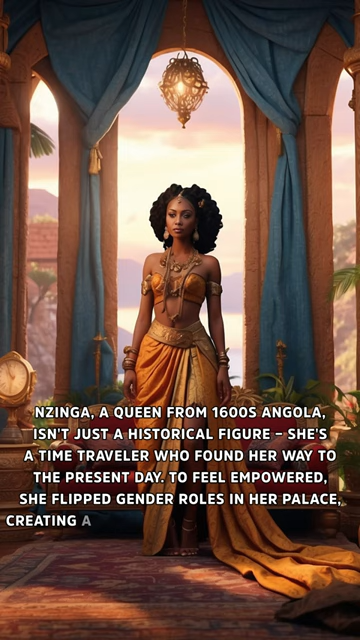 NZINGA, A QUEEN FROM 1600S ANGOLA,
ISN'T JUST A HISTORICAL FIGURE – SHE'S
A TIME TRAVELER WHO FOUND HER WAY TO
THE PRESENT DAY. TO FEEL EMPOWERED,
SHE FLIPPED GENDER ROLES IN HER PALACE,
CREATING A